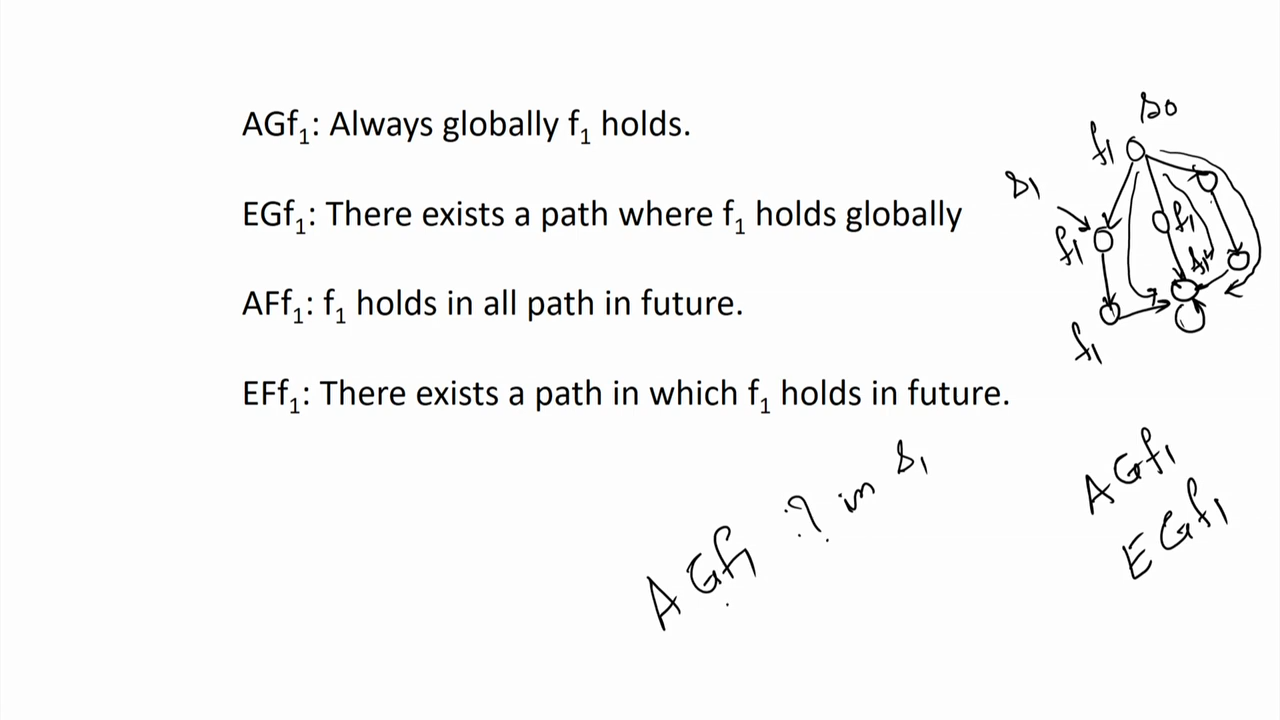 AGf₁: Always globally f₁ holds.
EGf₁: There exists a path where f₁ holds globally
AFf₁: f₁ holds in all path in future.
EFf₁: There exists a path in which f₁ holds in future.
s0
f₁
s₁
f₁
f₁
f₁
f₁
AGf₁ ? in s₁
AGf₁
EGf₁